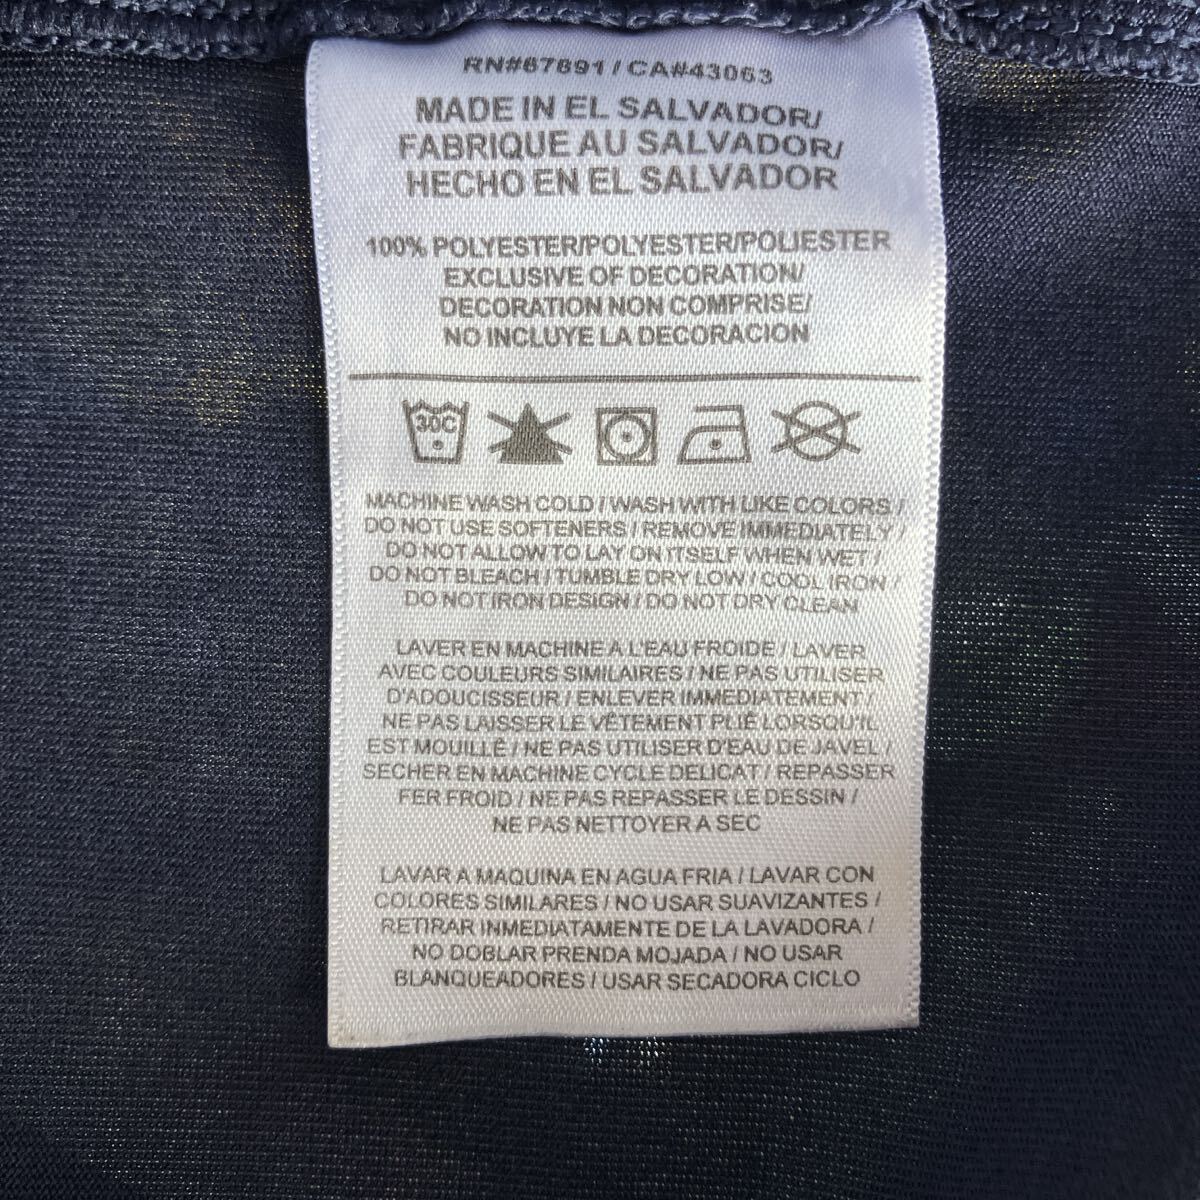 RN#67691 / CA#43063
MADE IN EL SALVADOR/
FABRIQUE AU SALVADOR/
HECHO EN EL SALVADOR
100% POLYESTER/POLYESTER/POLIESTER
EXCLUSIVE OF DECORATION/
DECORATION NON COMPRISE/
NO INCLUYE LA DECORACION
30C
MACHINE WASH COLD / WASH WITH LIKE COLORS /
DO NOT USE SOFTENERS / REMOVE IMMEDIATELY /
DO NOT ALLOW TO LAY ON ITSELF WHEN WET /
DO NOT BLEACH / TUMBLE DRY LOW / COOL IRON /
DO NOT IRON DESIGN / DO NOT DRY CLEAN
LAVER EN MACHINE A L'EAU FROIDE / LAVER
AVEC COULEURS SIMILAIRES / NE PAS UTILISER
D'ADOUCISSEUR / ENLEVER IMMEDIATEMENT /
NE PAS LAISSER LE VÊTEMENT PLIÉ LORSQU'IL
EST MOUILLÉ / NE PAS UTILISER D'EAU DE JAVEL /
SECHER EN MACHINE CYCLE DELICAT / REPASSER
FER FROID / NE PAS REPASSER LE DESSIN /
NE PAS NETTOYER A SEC
LAVAR A MAQUINA EN AGUA FRIA / LAVAR CON
COLORES SIMILARES / NO USAR SUAVIZANTES /
RETIRAR INMEDIATAMENTE DE LA LAVADORA /
NO DOBLAR PRENDA MOJADA / NO USAR
BLANQUEADORES / USAR SECADORA CICLO